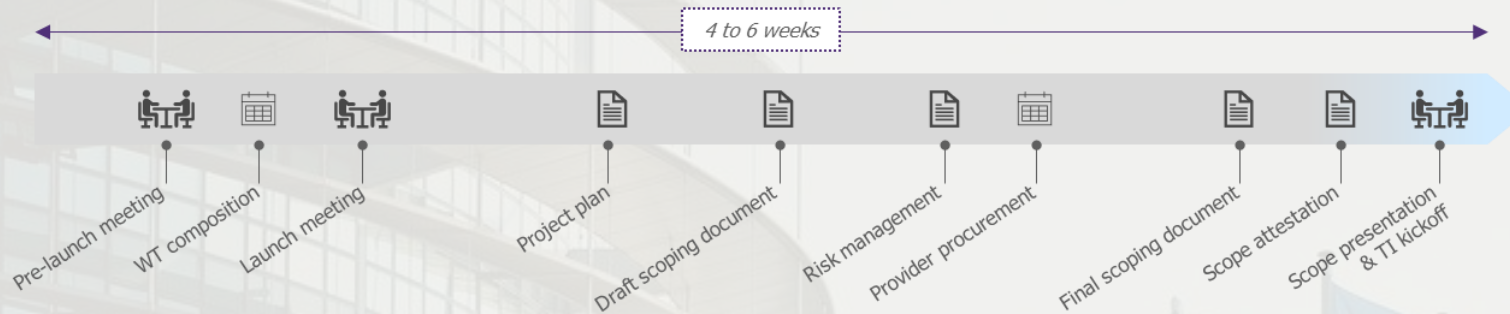 4 to 6 weeks
Pre-launch meeting
WT composition
Launch meeting
Project plan
Draft scoping document
Risk management
Provider procurement
Final scoping document
Scope attestation
Scope presentation
& TI kickoff